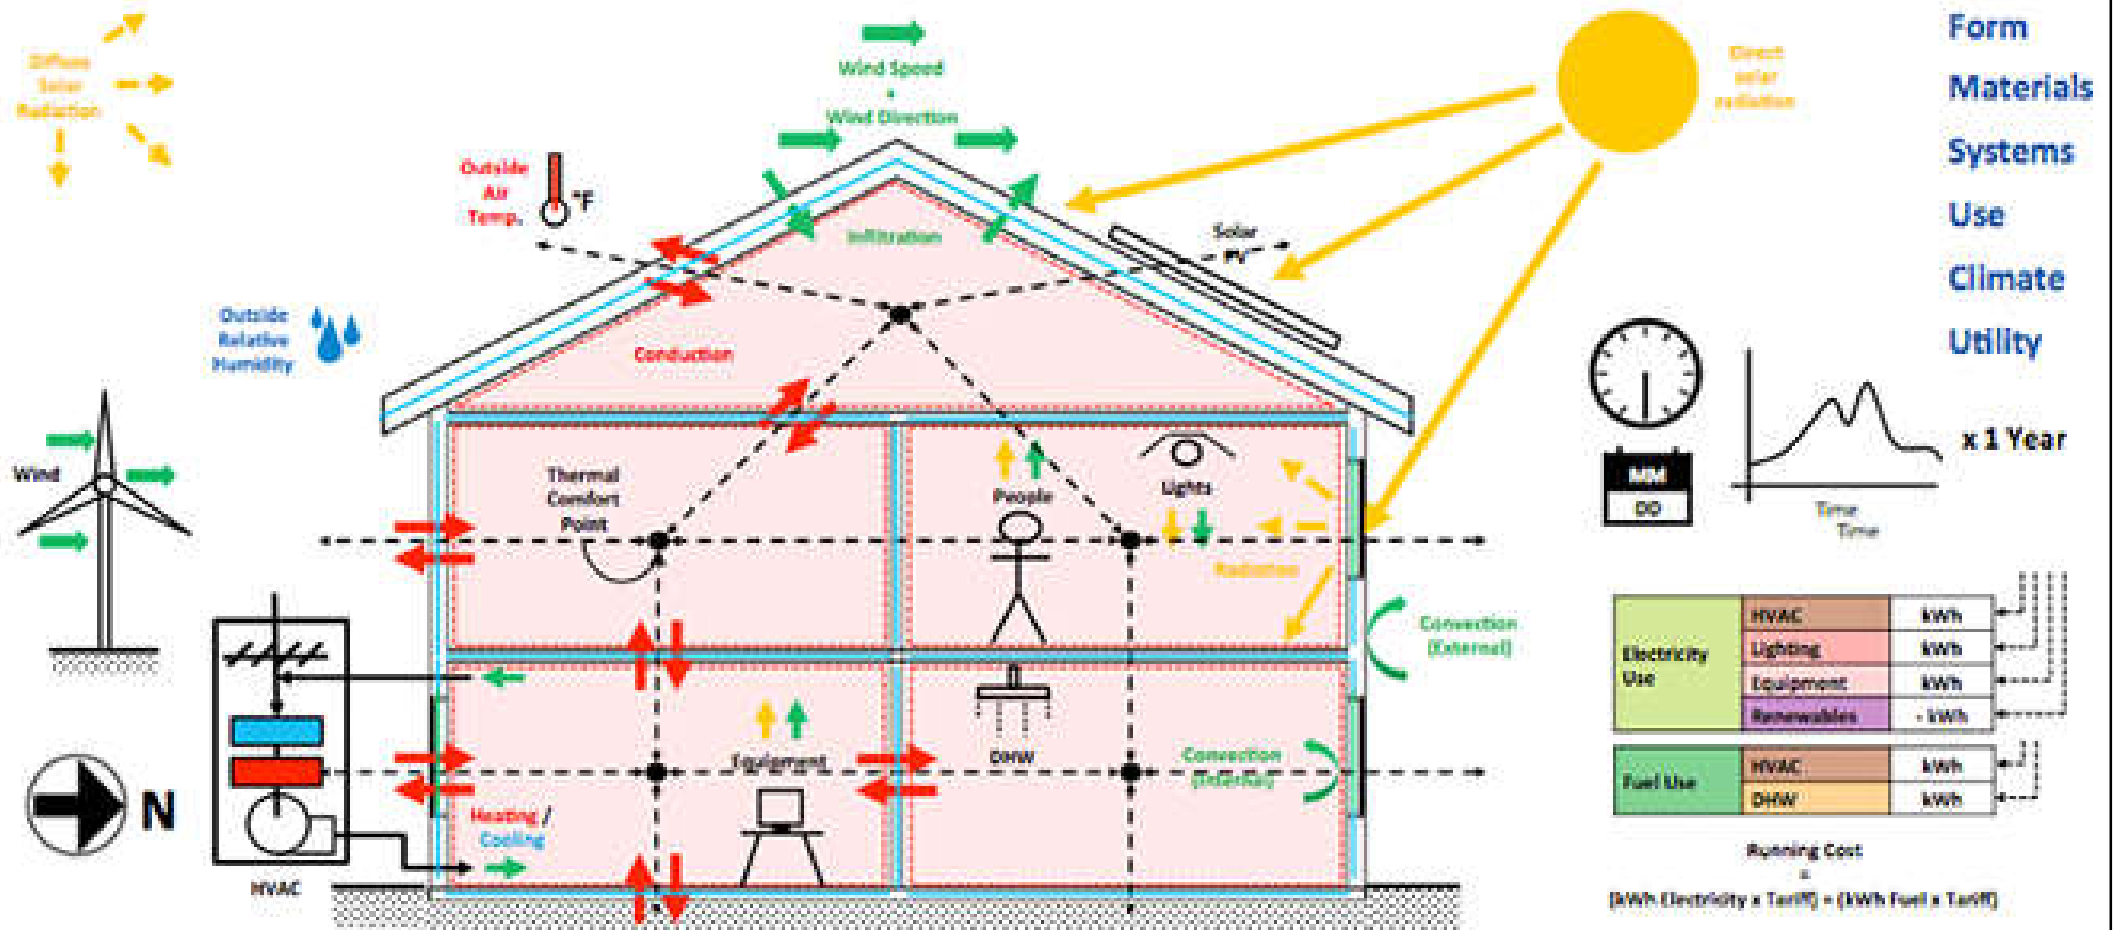 Diffuse
Solar
Radiation
Wind Speed
+
Wind Direction
Direct
solar
radiation
Form
Materials
Systems
Use
Climate
Utility
Outside
Air
Temp.
°F
Infiltration
Solar
PV
Outside
Relative
Humidity
Conduction
x 1 Year
Wind
Thermal
Comfort
Point
People
Lights
MM
DD
Time
Time
Radiation
Convection
(External)
Electricity
Use
HVAC
kWh
Lighting
kWh
Equipment
kWh
Renewables
- kWh
Equipment
DHW
Convection
(Internal)
Fuel Use
HVAC
kWh
DHW
kWh
N
Heating /
Cooling
HVAC
Running Cost
=
(kWh Electricity x Tariff) + (kWh Fuel x Tariff)